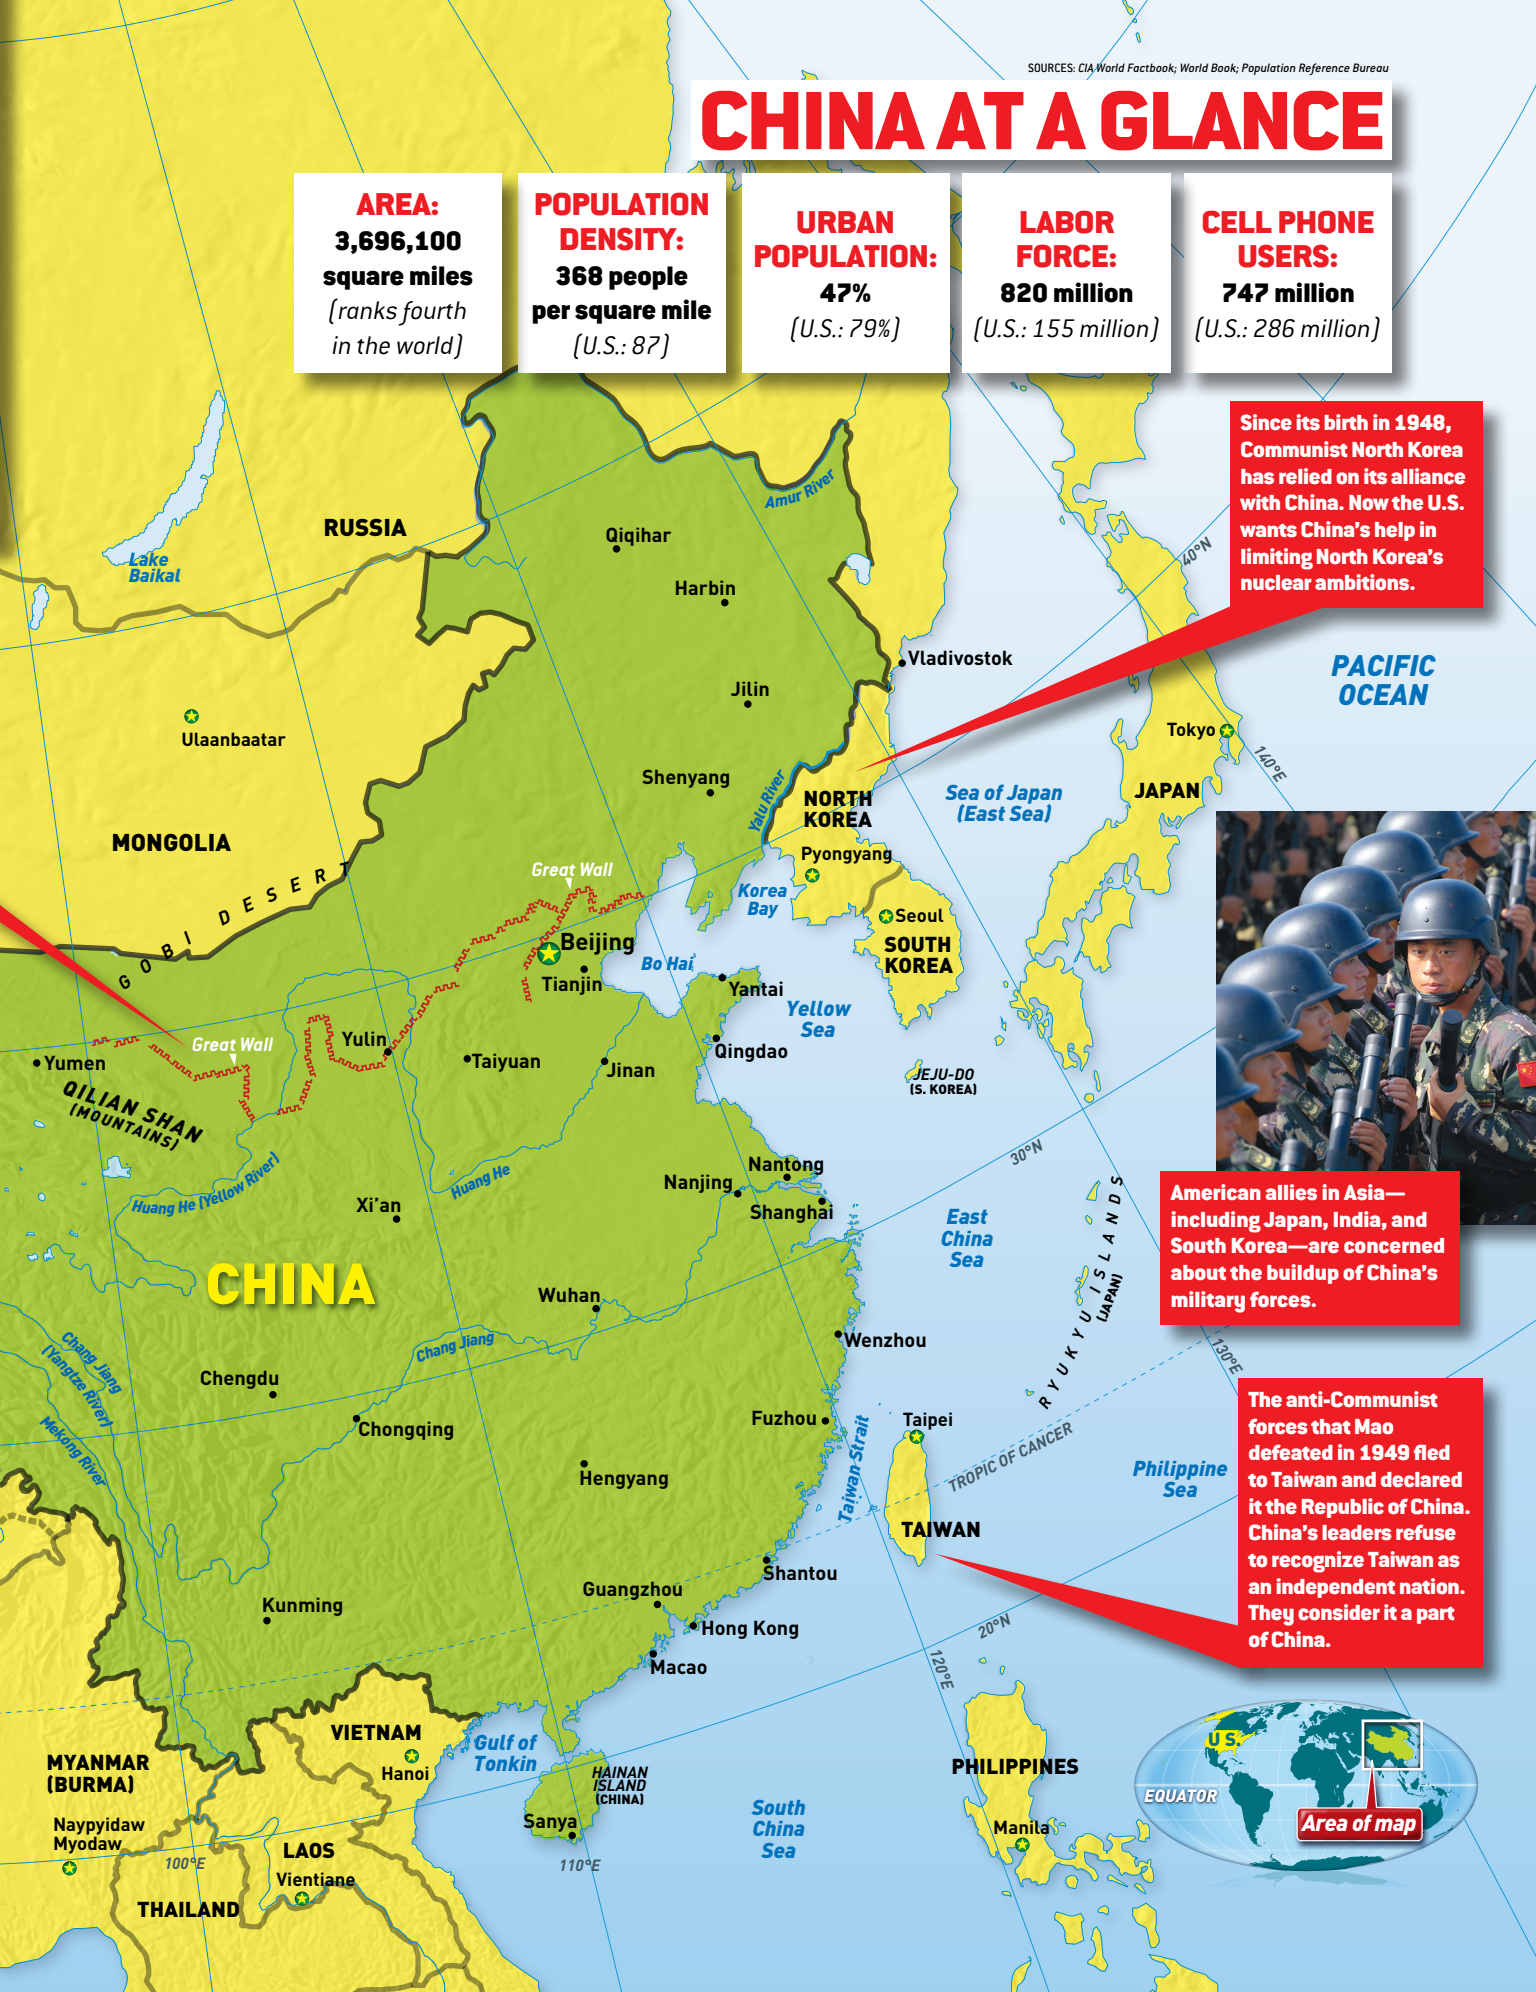 SOURCES: CIA World Factbook; World Book; Population Reference Bureau
CHINA AT A GLANCE
AREA:
3,696,100
square miles
(ranks fourth
in the world)
POPULATION
DENSITY:
368 people
per square mile
(U.S.: 87)
URBAN
POPULATION:
47%
(U.S.: 79%)
LABOR
FORCE:
820 million
(U.S.: 155 million)
CELL PHONE
USERS:
747 million
(U.S.: 286 million)
Since its birth in 1948,
Communist North Korea
has relied on its alliance
with China. Now the U.S.
wants China's help in
limiting North Korea's
nuclear ambitions.
RUSSIA
Lake
Baikal
Amur River
Qiqihar
Harbin
40°N
Vladivostok
PACIFIC
OCEAN
Jilin
Ulaanbaatar
Tokyo
140°E
Shenyang
Yalu River
NORTH
KOREA
Sea of Japan
(East Sea)
JAPAN
MONGOLIA
Pyongyang
Great Wall
GOBI DESERT
Korea
Bay
Seoul
SOUTH
KOREA
Beijing
Tianjin
Bo Hai
Yantai
Yellow
Sea
Great Wall
Yulin
Yumen
Taiyuan
Jinan
Qingdao
JEJU-DO
(S. KOREA)
QILIAN SHAN
(MOUNTAINS)
30°N
Huang He (Yellow River)
Huang He
Nantong
Nanjing
Shanghai
Xi'an
East
China
Sea
RYUKYU ISLANDS
(JAPAN)
American allies in Asia—
including Japan, India, and
South Korea—are concerned
about the buildup of China's
military forces.
CHINA
Wuhan
Chang Jiang
(Yangtze River)
Chang Jiang
Wenzhou
130°E
Chengdu
Mekong River
Chongqing
Fuzhou
Taiwan Strait
Taipei
TROPIC OF CANCER
Philippine
Sea
Hengyang
TAIWAN
The anti-Communist
forces that Mao
defeated in 1949 fled
to Taiwan and declared
it the Republic of China.
China's leaders refuse
to recognize Taiwan as
an independent nation.
They consider it a part
of China.
Shantou
Guangzhou
Kunming
Hong Kong
Macao
20°N
120°E
VIETNAM
Hanoi
Gulf of
Tonkin
MYANMAR
(BURMA)
HAINAN
ISLAND
(CHINA)
PHILIPPINES
U.S.
EQUATOR
Area of map
Naypyidaw
Myodaw
Sanya
South
China
Sea
Manila
100°E
LAOS
Vientiane
110°E
THAILAND